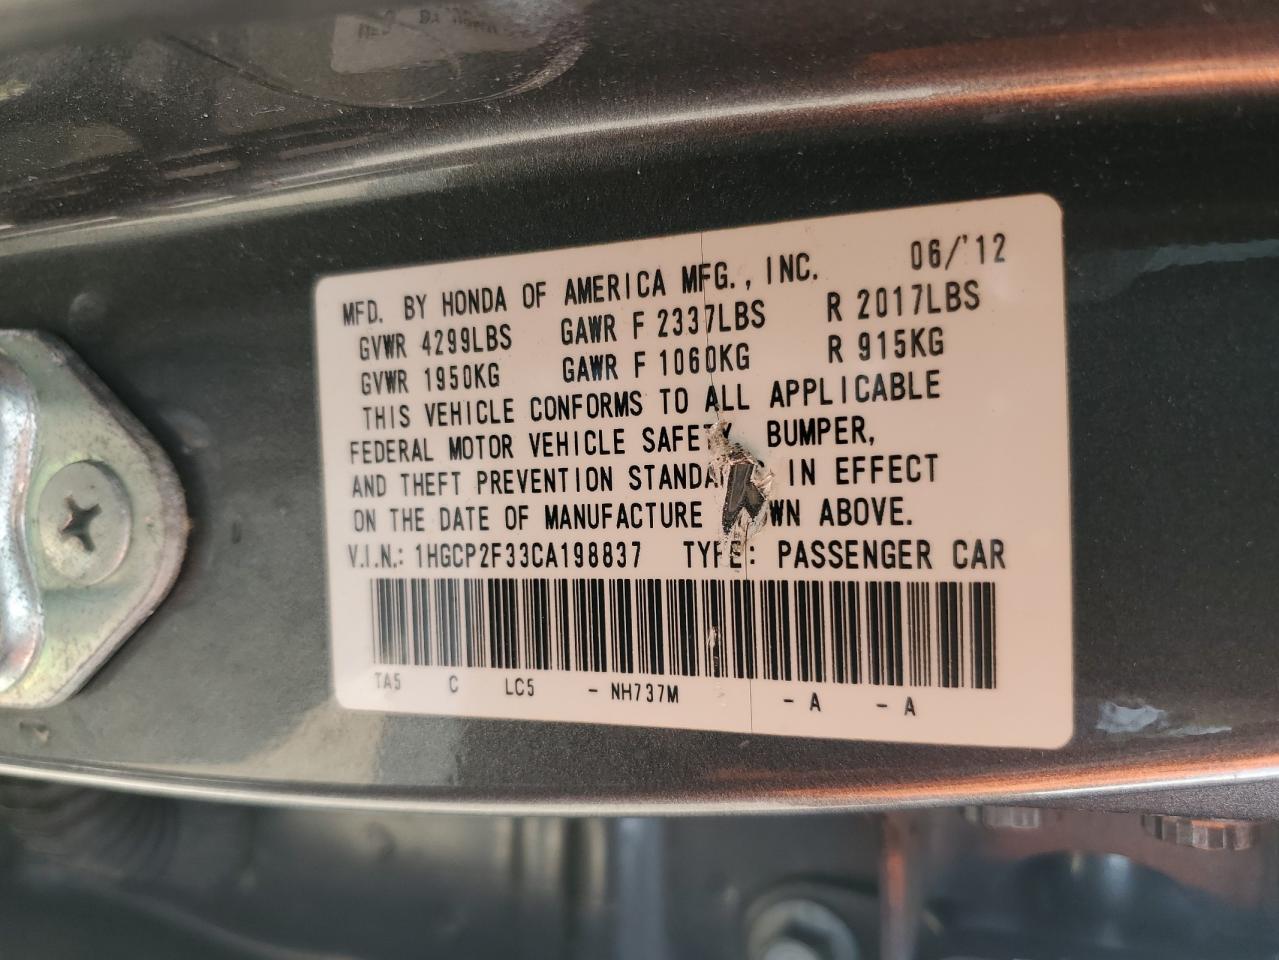 MFD. BY HONDA OF AMERICA MFG., INC. 06/'12
GVWR 4299LBS GAWR F 2337LBS R 2017LBS
GVWR 1950KG GAWR F 1060KG R 915KG
THIS VEHICLE CONFORMS TO ALL APPLICABLE
FEDERAL MOTOR VEHICLE SAFETY, BUMPER,
AND THEFT PREVENTION IN EFFECT
ON THE DATE OF MANUFACTURE ABOVE.
V.I.N.: 1HGCP2F33CA198837 TYPE: PASSENGER CAR
TA5 C LC5 - NH737M - A - A